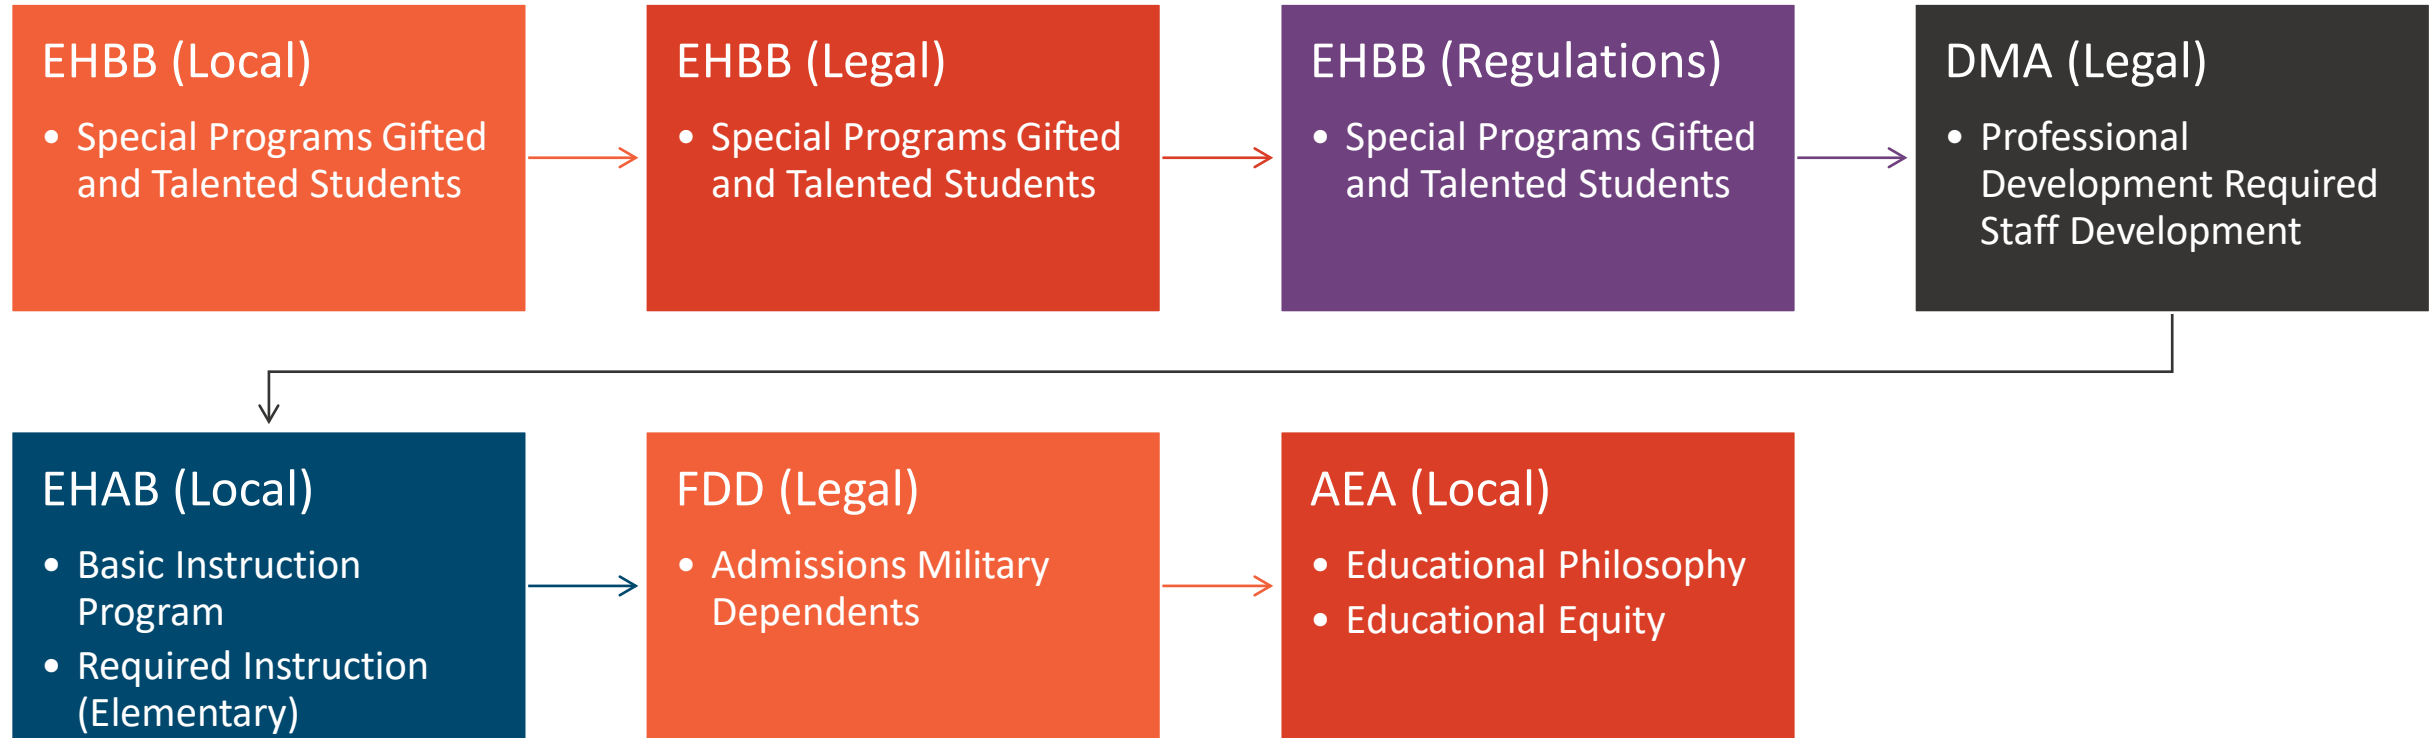 EHBB (Local)
• Special Programs Gifted
and Talented Students
EHBB (Legal)
• Special Programs Gifted
and Talented Students
EHBB (Regulations)
• Special Programs Gifted
and Talented Students
DMA (Legal)
• Professional
Development Required
Staff Development
EHAB (Local)
• Basic Instruction
Program
• Required Instruction
(Elementary)
FDD (Legal)
• Admissions Military
Dependents
AEA (Local)
• Educational Philosophy
• Educational Equity